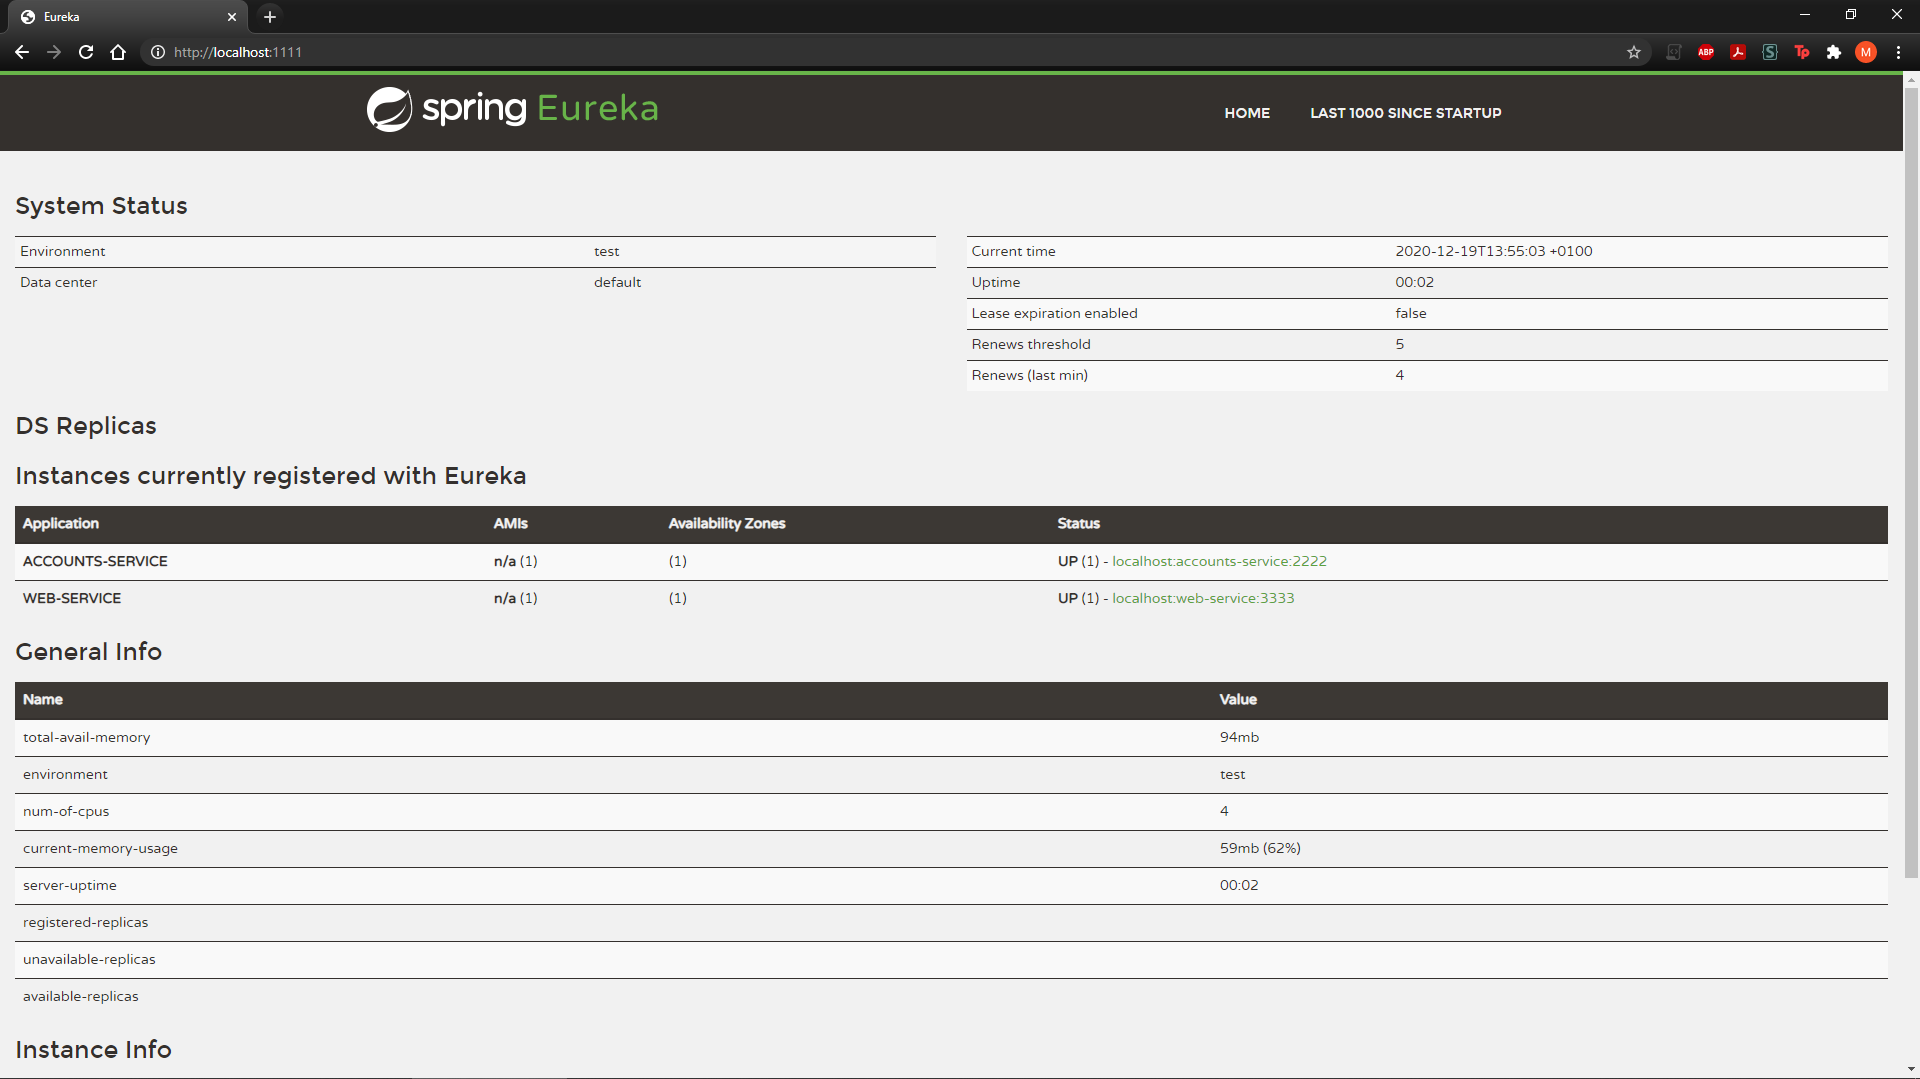 Eureka
http://localhost:1111
ABP
S
Tp
M
spring Eureka
HOME LAST 1000 SINCE STARTUP
System Status
Environment test
Data center default
Current time 2020-12-19T13:55:03 +0100
Uptime 00:02
Lease expiration enabled false
Renews threshold 5
Renews (last min) 4
DS Replicas
Instances currently registered with Eureka
Application AMIs Availability Zones Status
ACCOUNTS-SERVICE n/a (1) (1) UP (1) - localhost:accounts-service:2222
WEB-SERVICE n/a (1) (1) UP (1) - localhost:web-service:3333
General Info
Name Value
total-avail-memory 94mb
environment test
num-of-cpus 4
current-memory-usage 59mb (62%)
server-uptime 00:02
registered-replicas
unavailable-replicas
available-replicas
Instance Info